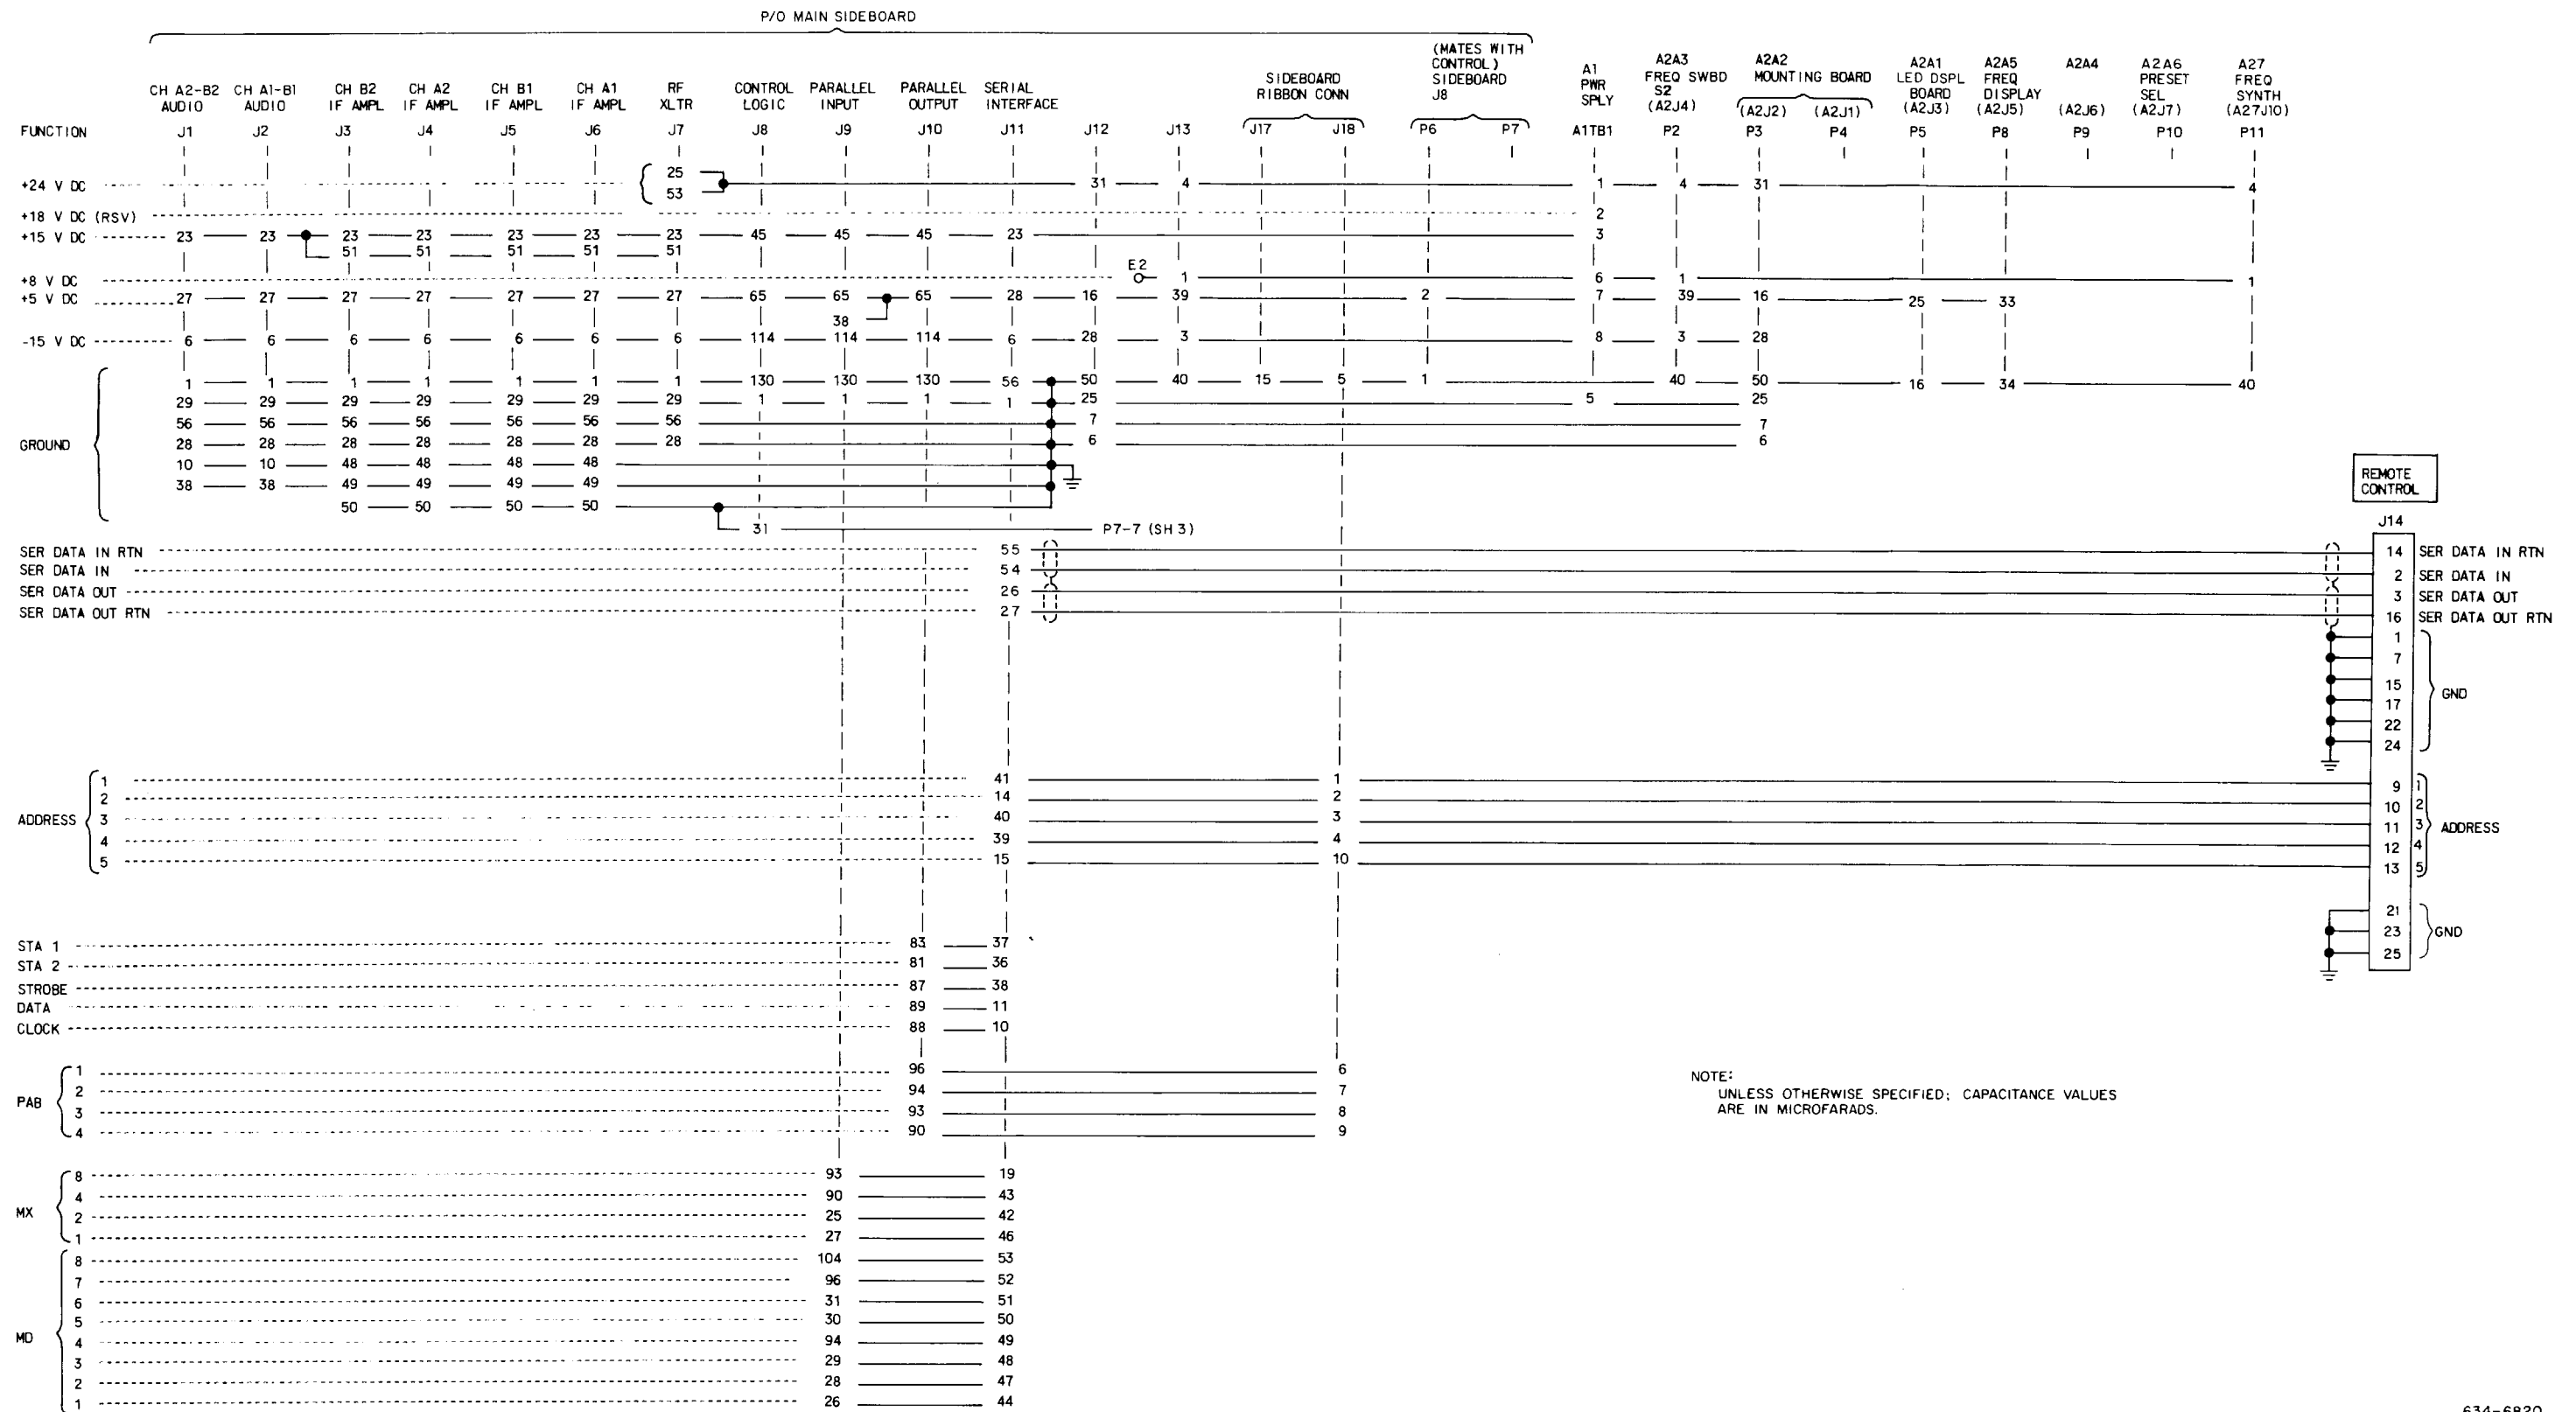 P/O MAIN SIDEBOARD
CH A2-B2 AUDIO J1
CH A1-B1 AUDIO J2
CH B2 IF AMPL J3
CH A2 IF AMPL J4
CH B1 IF AMPL J5
CH A1 IF AMPL J6
RF XLTR J7
CONTROL LOGIC J8
PARALLEL INPUT J9
PARALLEL OUTPUT J10
SERIAL INTERFACE J11
J12
J13
SIDEBOARD RIBBON CONN
J17 J18
(MATES WITH CONTROL) SIDEBOARD J8
P6 P7
A1 PWR SPLY A1TB1
A2A3 FREQ SWBD S2 (A2J4) P2
A2A2 MOUNTING BOARD
(A2J2) P3
(A2J1) P4
A2A1 LED DSPL BOARD (A2J3) P5
A2A5 FREQ DISPLAY (A2J5) P8
A2A4 (A2J6) P9
A2A6 PRESET SEL (A2J7) P10
A27 FREQ SYNTH (A27J10) P11
FUNCTION
+24 V DC 25 53 31 4 1 4 31 4
+18 V DC (RSV) 2
+15 V DC 23 23 23 23 23 23 23 45 45 45 23 3
51 51 51 51 51
+8 V DC E2 1 6 1 1
+5 V DC 27 27 27 27 27 27 27 65 65 65 28 16 39 2 7 39 16 25 33
38
-15 V DC 6 6 6 6 6 6 6 114 114 114 6 28 3 8 3 28
GROUND
1 1 1 1 1 1 1 130 130 130 56 50 40 15 5 1 40 50 16 34 40
29 29 29 29 29 29 29 1 1 1 1 25 5 25
56 56 56 56 56 56 56 7 7
28 28 28 28 28 28 28 6 6
10 10 48 48 48 48
38 38 49 49 49 49
50 50 50 50
31 P7-7 (SH 3)
REMOTE CONTROL
J14
SER DATA IN RTN 55 14 SER DATA IN RTN
SER DATA IN 54 2 SER DATA IN
SER DATA OUT 26 3 SER DATA OUT
SER DATA OUT RTN 27 16 SER DATA OUT RTN
1
7
15
17
22
24
GND
ADDRESS
1 41 1 9 1
2 14 2 10 2
3 40 3 11 3
4 39 4 12 4
5 15 10 13 5
ADDRESS
21
23
25
GND
STA 1 83 37
STA 2 81 36
STROBE 87 38
DATA 89 11
CLOCK 88 10
PAB
1 96 6
2 94 7
3 93 8
4 90 9
NOTE:
UNLESS OTHERWISE SPECIFIED; CAPACITANCE VALUES
ARE IN MICROFARADS.
MX
8 93 19
4 90 43
2 25 42
1 27 46
MD
8 104 53
7 96 52
6 31 51
5 30 50
4 94 49
3 29 48
2 28 47
1 26 44
634-6820